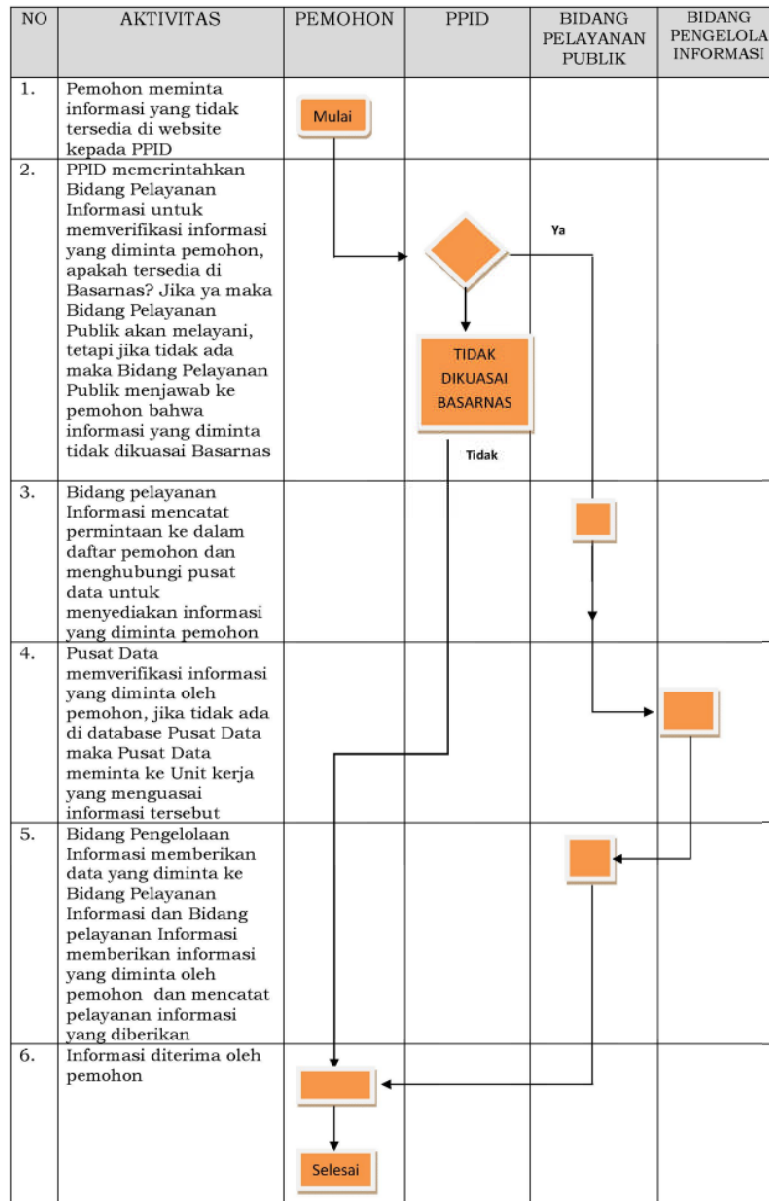 NO AKTIVITAS PEMOHON PPID BIDANG PELAYANAN PUBLIK BIDANG PENGELOLA INFORMASI
1. Pemohon meminta
informasi yang tidak
tersedia di website
kepada PPID
Mulai
2. PPID memerintahkan
Bidang Pelayanan
Informasi untuk
memverifikasi informasi
yang diminta pemohon,
apakah tersedia di
Basarnas? Jika ya maka
Bidang Pelayanan
Publik akan melayani,
tetapi jika tidak ada
maka Bidang Pelayanan
Publik menjawab ke
pemohon bahwa
informasi yang diminta
tidak dikuasai Basarnas
Ya
TIDAK
DIKUASAI
BASARNAS
Tidak
3. Bidang pelayanan
Informasi mencatat
permintaan ke dalam
daftar pemohon dan
menghubungi pusat
data untuk
menyediakan informasi
yang diminta pemohon
4. Pusat Data
memverifikasi informasi
yang diminta oleh
pemohon, jika tidak ada
di database Pusat Data
maka Pusat Data
meminta ke Unit kerja
yang menguasai
informasi tersebut
5. Bidang Pengelolaan
Informasi memberikan
data yang diminta ke
Bidang Pelayanan
Informasi dan Bidang
pelayanan Informasi
memberikan informasi
yang diminta oleh
pemohon dan mencatat
pelayanan informasi
yang diberikan
6. Informasi diterima oleh
pemohon
Selesai